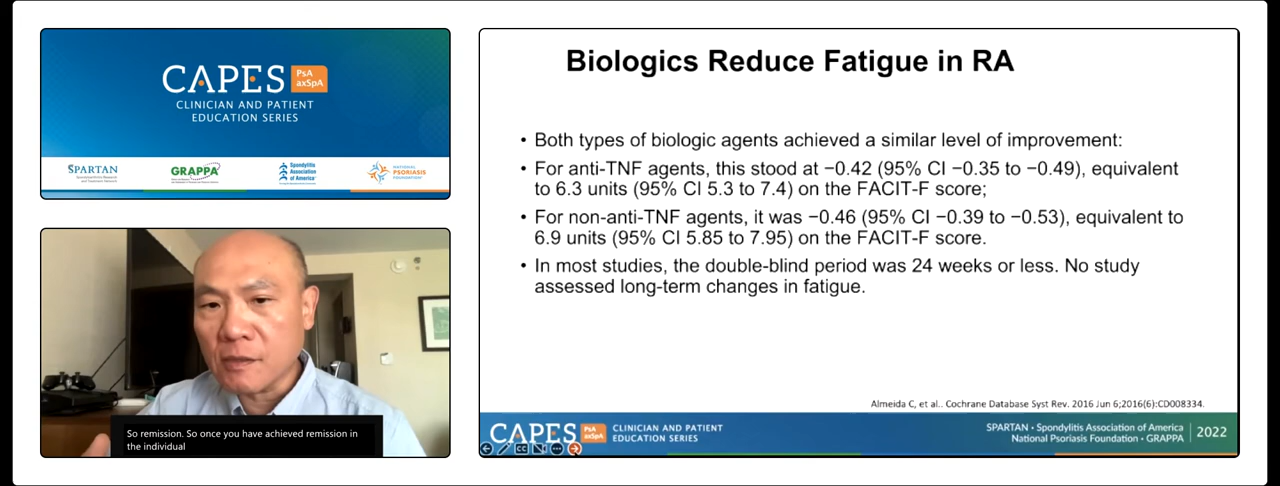 CAPES PsA axSpA
CLINICIAN AND PATIENT
EDUCATION SERIES
SPARTAN
GRAPPA
Spondylitis
Association
of America
NATIONAL
PSORIASIS
FOUNDATION
So remission. So once you have achieved remission in
the individual
Biologics Reduce Fatigue in RA
• Both types of biologic agents achieved a similar level of improvement:
• For anti-TNF agents, this stood at −0.42 (95% CI −0.35 to −0.49), equivalent
to 6.3 units (95% CI 5.3 to 7.4) on the FACIT-F score;
• For non-anti-TNF agents, it was −0.46 (95% CI −0.39 to −0.53), equivalent to
6.9 units (95% CI 5.85 to 7.95) on the FACIT-F score.
• In most studies, the double-blind period was 24 weeks or less. No study
assessed long-term changes in fatigue.
Almeida C, et al.. Cochrane Database Syst Rev. 2016 Jun 6;2016(6):CD008334.
CAPES PsA axSpA
CLINICIAN AND PATIENT
EDUCATION SERIES
SPARTAN • Spondylitis Association of America
National Psoriasis Foundation • GRAPPA
2022